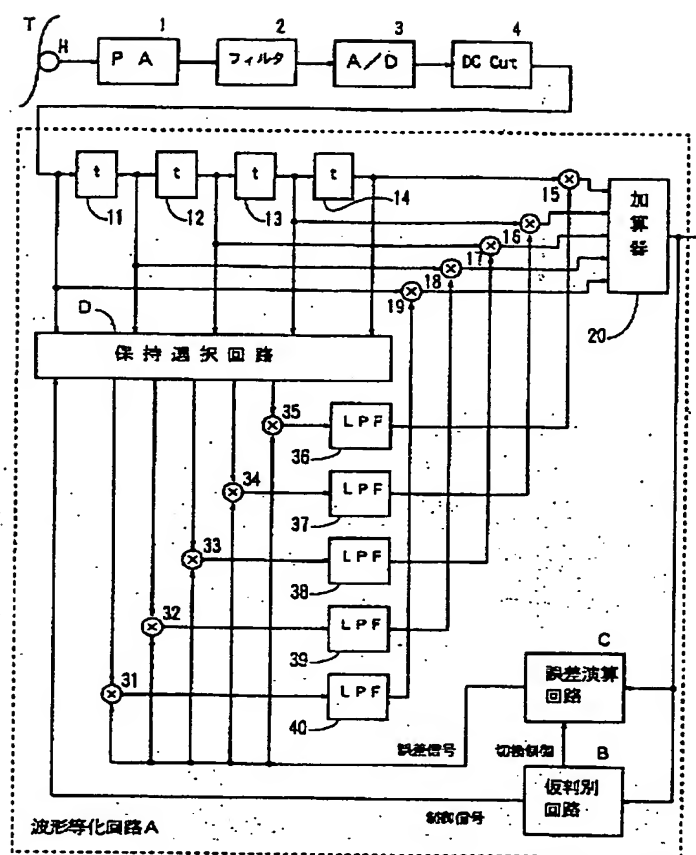 T
H
1
2
3
4
P A
フィルタ
A/D
DC Cut
t
t
t
t
11
12
13
14
15
16
17
18
19
加算器
20
D
保持選択回路
35
LPF
36
34
LPF
37
33
LPF
38
32
LPF
39
31
LPF
40
C
誤差演算
回路
誤差信号
切換制御
B
仮判別
回路
制御信号
波形等化回路A